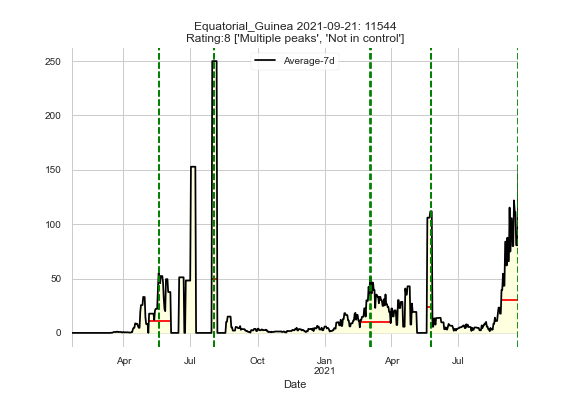 Equatorial_Guinea 2021-09-21: 11544
Rating:8 ['Multiple peaks', 'Not in control']
Average-7d
250
200
150
100
50
0
Apr
Jul
Oct
Jan
2021
Apr
Jul
Date